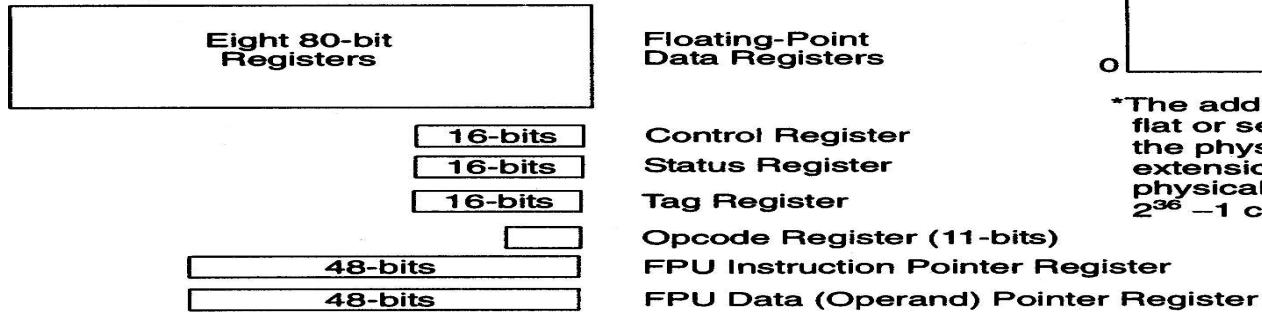 Eight 80-bit
Registers
Floating-Point
Data Registers
16-bits
Control Register
16-bits
Status Register
16-bits
Tag Register
Opcode Register (11-bits)
48-bits
FPU Instruction Pointer Register
48-bits
FPU Data (Operand) Pointer Register
0
*The add
flat or se
the phys
extensio
physical
2³⁶ –1 c